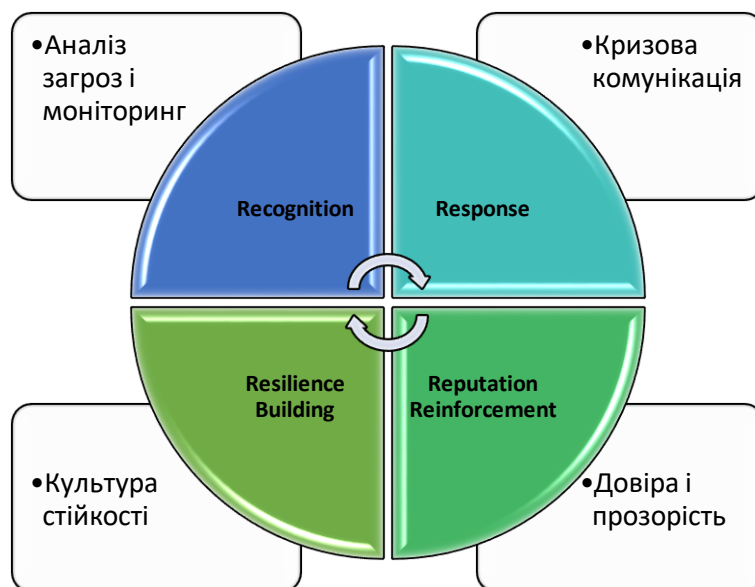 •Аналіз
загроз і
моніторинг
•Кризова
комунікація
Recognition
Response
Resilience
Building
Reputation
Reinforcement
•Культура
стійкості
•Довіра і
прозорість